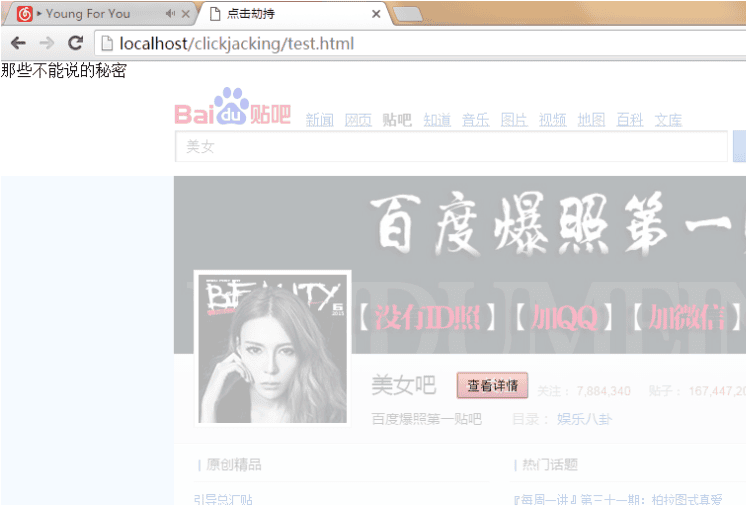 Young For You
点击劫持
localhost/clickjacking/test.html
那些不能说的秘密
Bai du 贴吧 新闻 网页 贴吧 知道 音乐 图片 视频 地图 百科 文库
美女
百度爆照第一
BEAUTY
6
【没有ID照】【加QQ】【加微信】
美女吧 查看详情 关注: 7,884,340 贴子: 167,447,2
百度爆照第一贴吧 目录: 娱乐八卦
原创精品 热门话题
引导总汇贴 『每周一讲』第三十一期:柏拉图式真爱